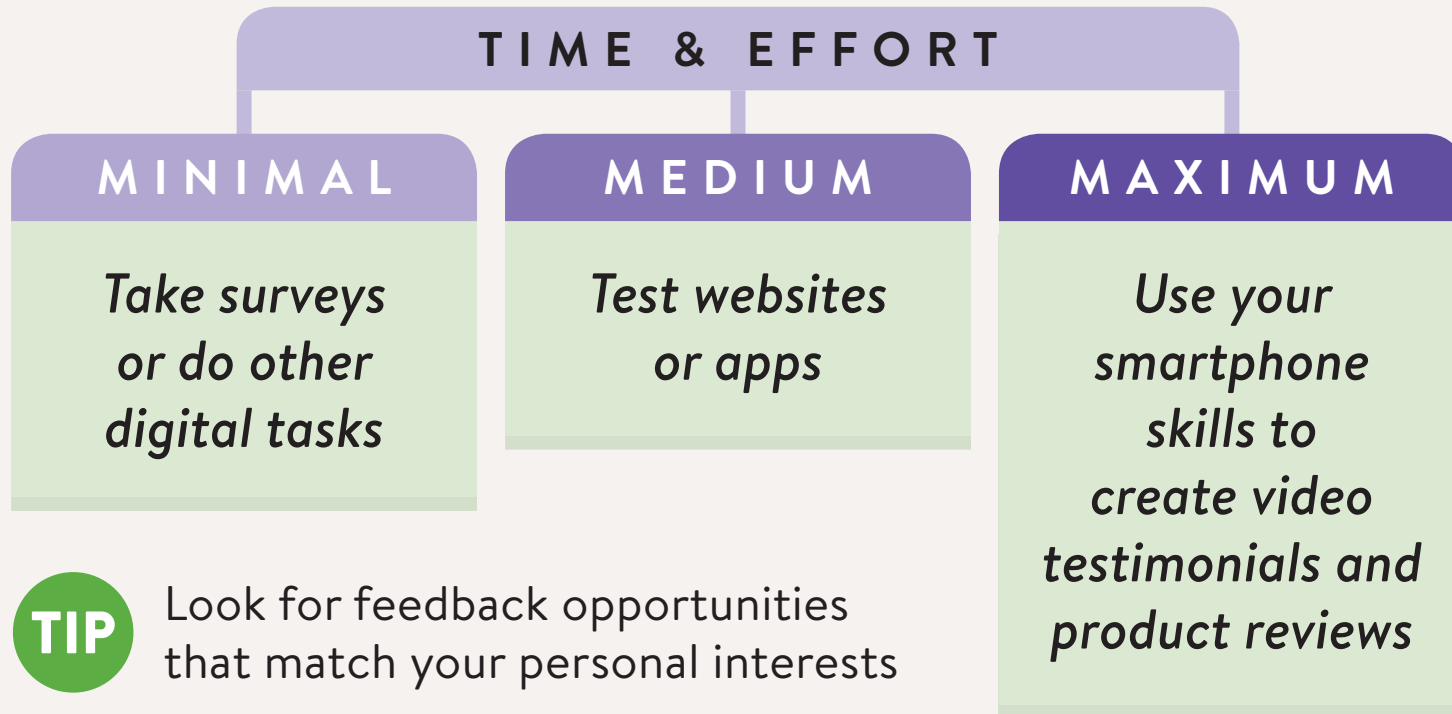 TIME & EFFORT
MINIMAL
Take surveys
or do other
digital tasks
MEDIUM
Test websites
or apps
MAXIMUM
Use your
smartphone
skills to
create video
testimonials and
product reviews
TIP
Look for feedback opportunities
that match your personal interests